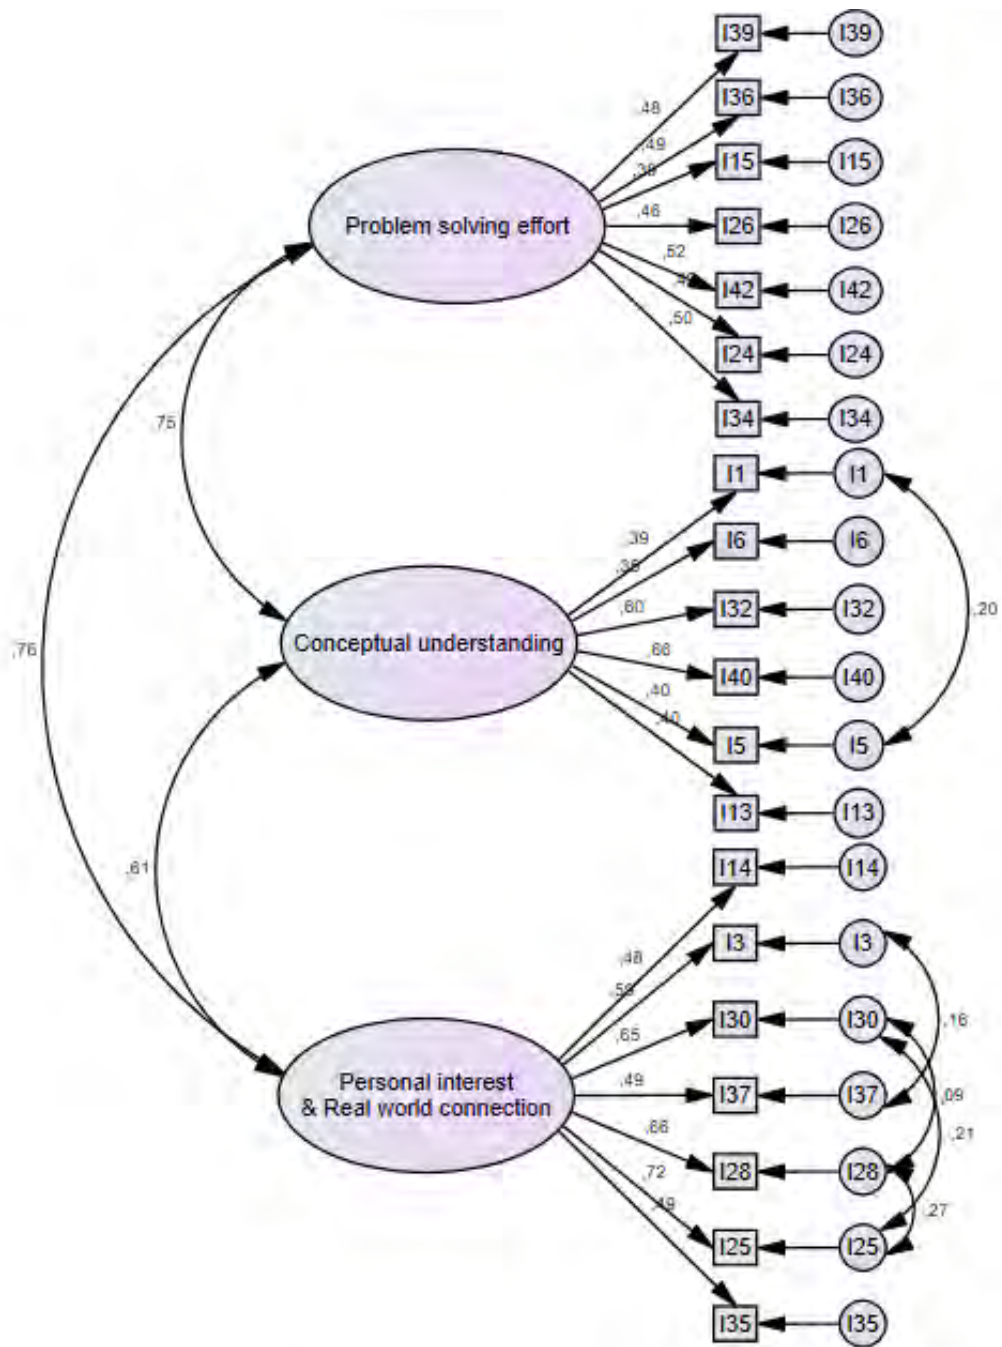 I39 I39
,48
I36 I36
,49
I15 I15
,38
Problem solving effort
,46
I26 I26
,52
I42 I42
,50
I24 I24
I34 I34
,75
I1 I1
,39
I6 I6
,60
I32 I32
,20
Conceptual understanding
,76
,66
I40 I40
,40
,40
I5 I5
I13 I13
,61
I14 I14
,48
I3 I3
,65
I30 I30
,16
Personal interest
& Real world connection
,49
I37 I37
,09
,66
,21
I28 I28
,72
,49
,27
I25 I25
I35 I35